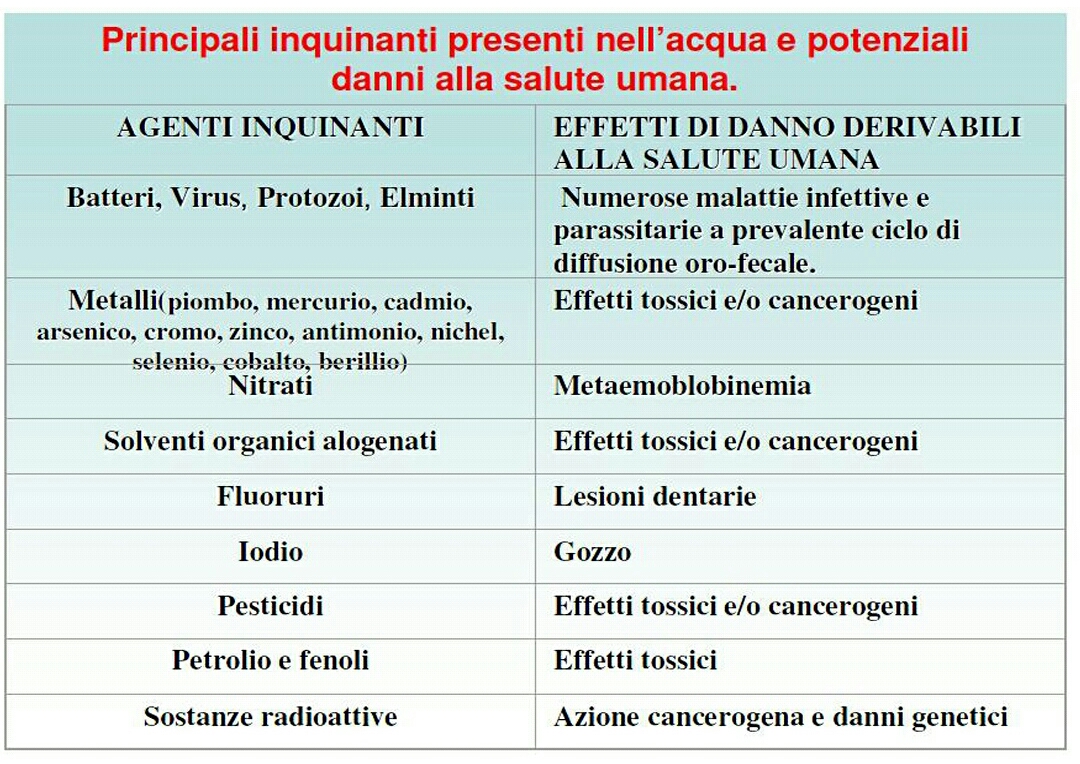 Principali inquinanti presenti nell'acqua e potenziali
danni alla salute umana.
AGENTI INQUINANTI
EFFETTI DI DANNO DERIVABILI
ALLA SALUTE UMANA
Batteri, Virus, Protozoi, Elminti
Numerose malattie infettive e
parassitarie a prevalente ciclo di
diffusione oro-fecale.
Metalli(piombo, mercurio, cadmio,
arsenico, cromo, zinco, antimonio, nichel,
selenio, cobalto, berillio)
Effetti tossici e/o cancerogeni
Nitrati
Metaemoblobinemia
Solventi organici alogenati
Effetti tossici e/o cancerogeni
Fluoruri
Lesioni dentarie
Iodio
Gozzo
Pesticidi
Effetti tossici e/o cancerogeni
Petrolio e fenoli
Effetti tossici
Sostanze radioattive
Azione cancerogena e danni genetici